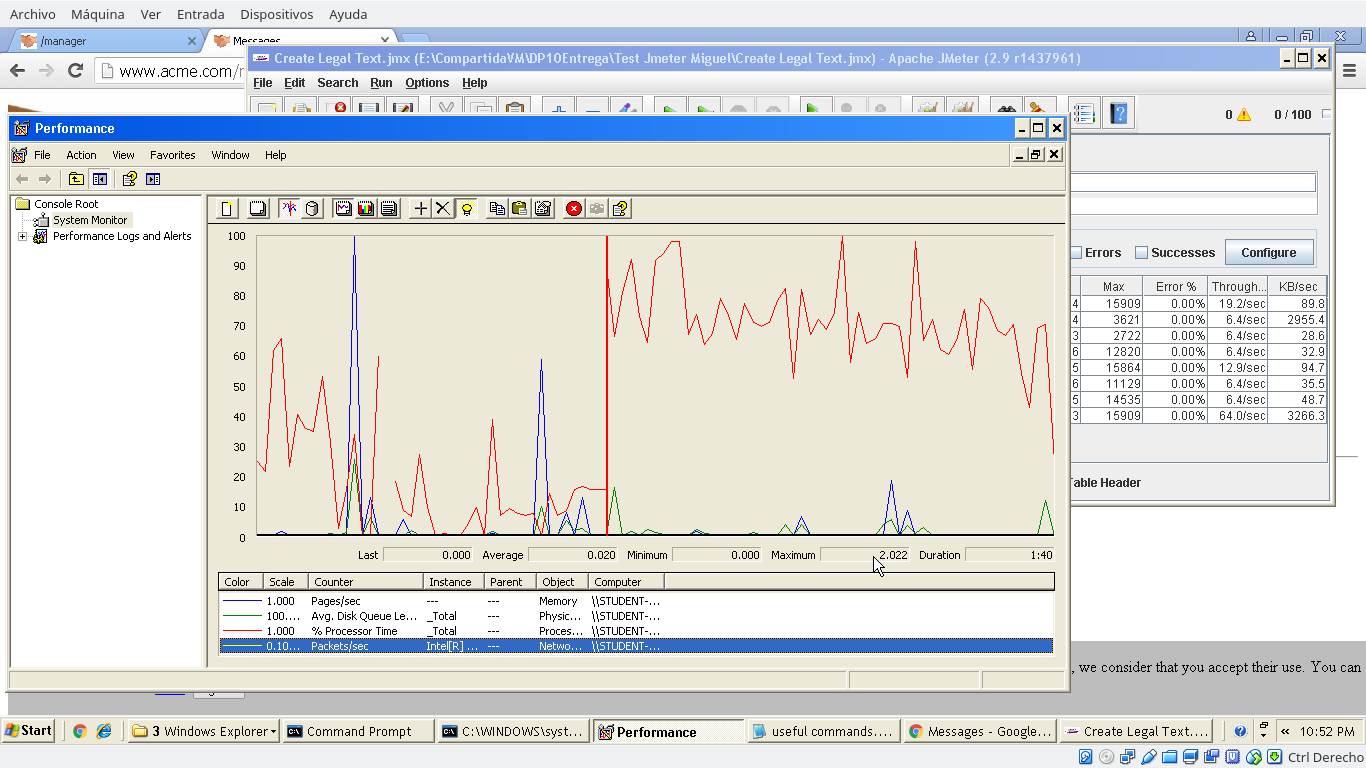 Archivo Máquina Ver Entrada Dispositivos Ayuda
/manager
Messages
Create Legal Text.jmx (E:\CompartidaVM\DP10Entrega\Test Jmeter Miguel\Create Legal Text.jmx) - Apache JMeter (2.9 r1437961)
www.acme.com/
File Edit Search Run Options Help
0 0 / 100
Performance
File Action View Favorites Window Help
Console Root
System Monitor
Performance Logs and Alerts
100
90
80
70
60
50
40
30
20
10
0
Last 0.000 Average 0.020 Minimum 0.000 Maximum 2.022 Duration 1:40
Color Scale Counter Instance Parent Object Computer
1.000 Pages/sec --- --- Memory \\STUDENT-...
100.... Avg. Disk Queue Le... _Total --- Physic... \\STUDENT-...
1.000 % Processor Time _Total --- Proces... \\STUDENT-...
0.10... Packets/sec Intel[R] ... --- Netwo... \\STUDENT-...
Errors Successes Configure
Max Error % Through... KB/sec
4 15909 0.00% 19.2/sec 89.8
4 3621 0.00% 6.4/sec 2955.4
3 2722 0.00% 6.4/sec 28.6
6 12820 0.00% 6.4/sec 32.9
5 15864 0.00% 12.9/sec 94.7
6 11129 0.00% 6.4/sec 35.5
5 14535 0.00% 6.4/sec 48.7
3 15909 0.00% 64.0/sec 3266.3
Table Header
, we consider that you accept their use. You can
Start 3 Windows Explorer Command Prompt C:\WINDOWS\syst... Performance useful commands.... Messages - Google... Create Legal Text.... « 10:52 PM
Ctrl Derecho